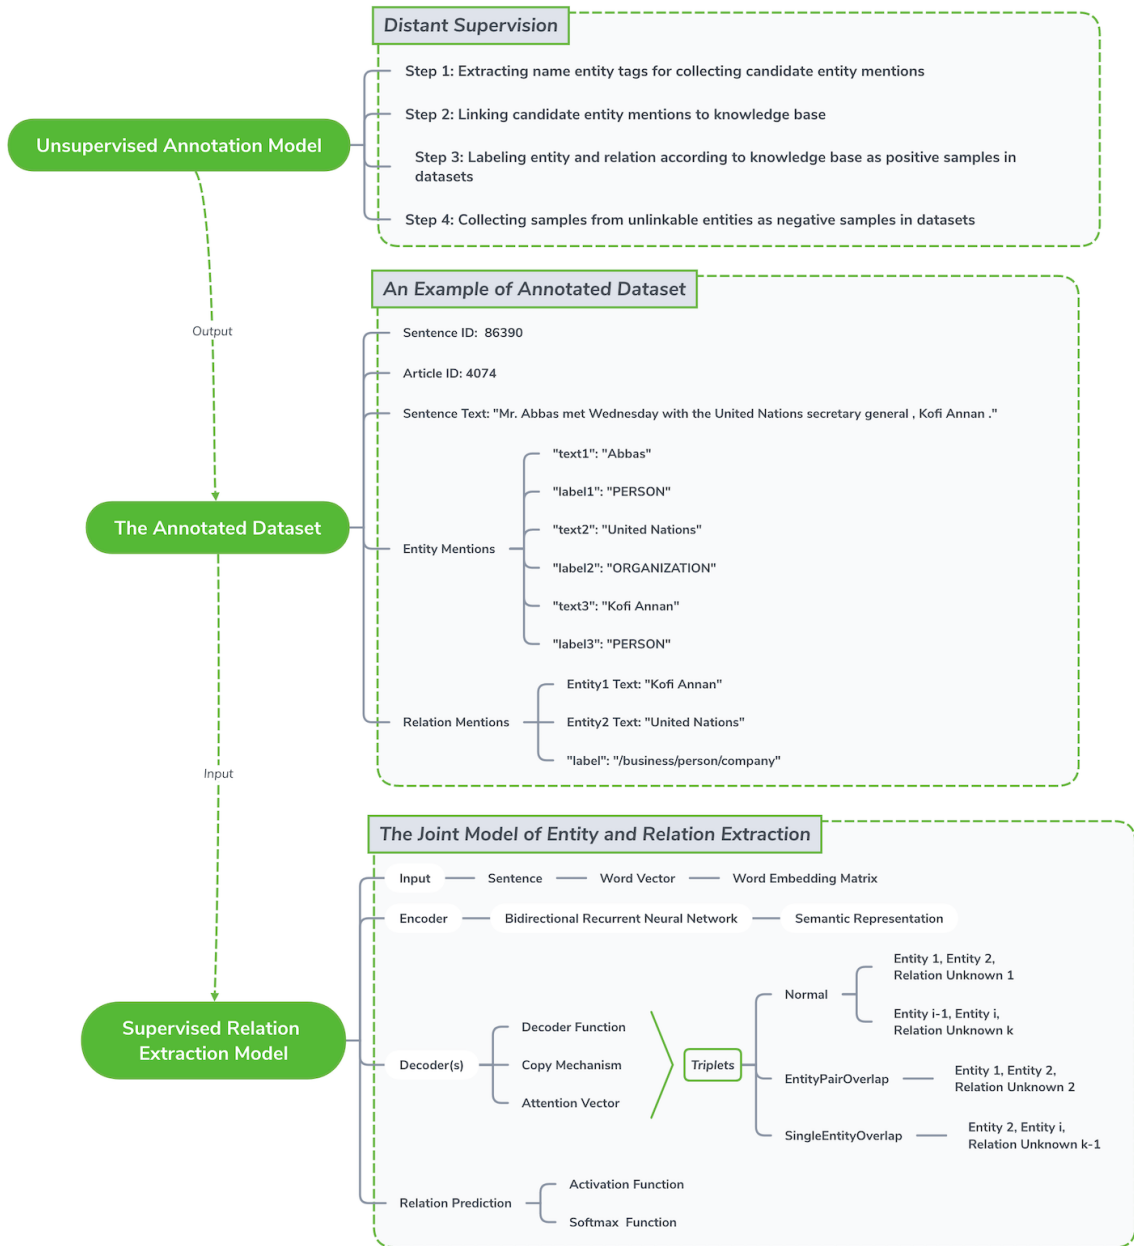 Distant Supervision
Step 1: Extracting name entity tags for collecting candidate entity mentions
Step 2: Linking candidate entity mentions to knowledge base
Unsupervised Annotation Model
Step 3: Labeling entity and relation according to knowledge base as positive samples in
datasets
Step 4: Collecting samples from unlinkable entities as negative samples in datasets
Output
An Example of Annotated Dataset
Sentence ID:  86390
Article ID: 4074
Sentence Text: "Mr. Abbas met Wednesday with the United Nations secretary general , Kofi Annan ."
The Annotated Dataset
Entity Mentions
"text1": "Abbas"
"label1": "PERSON"
"text2": "United Nations"
"label2": "ORGANIZATION"
"text3": "Kofi Annan"
"label3": "PERSON"
Relation Mentions
Entity1 Text: "Kofi Annan"
Entity2 Text: "United Nations"
"label": "/business/person/company"
Input
The Joint Model of Entity and Relation Extraction
Input
Sentence
Word Vector
Word Embedding Matrix
Encoder
Bidirectional Recurrent Neural Network
Semantic Representation
Supervised Relation
Extraction Model
Decoder(s)
Decoder Function
Copy Mechanism
Attention Vector
Triplets
Normal
Entity 1, Entity 2,
Relation Unknown 1
Entity i-1, Entity i,
Relation Unknown k
EntityPairOverlap
Entity 1, Entity 2,
Relation Unknown 2
SingleEntityOverlap
Entity 2, Entity i,
Relation Unknown k-1
Relation Prediction
Activation Function
Softmax  Function